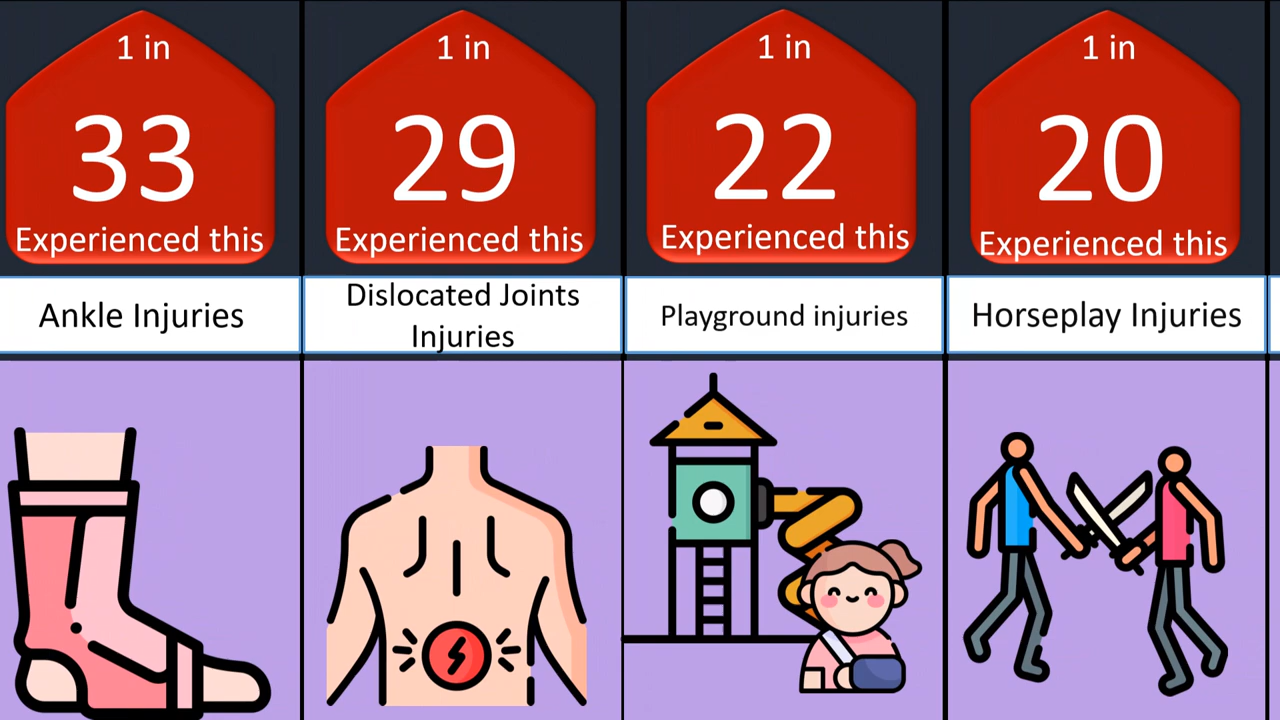 1 in
33
Experienced this
Ankle Injuries
1 in
29
Experienced this
Dislocated Joints
Injuries
1 in
22
Experienced this
Playground injuries
1 in
20
Experienced this
Horseplay Injuries